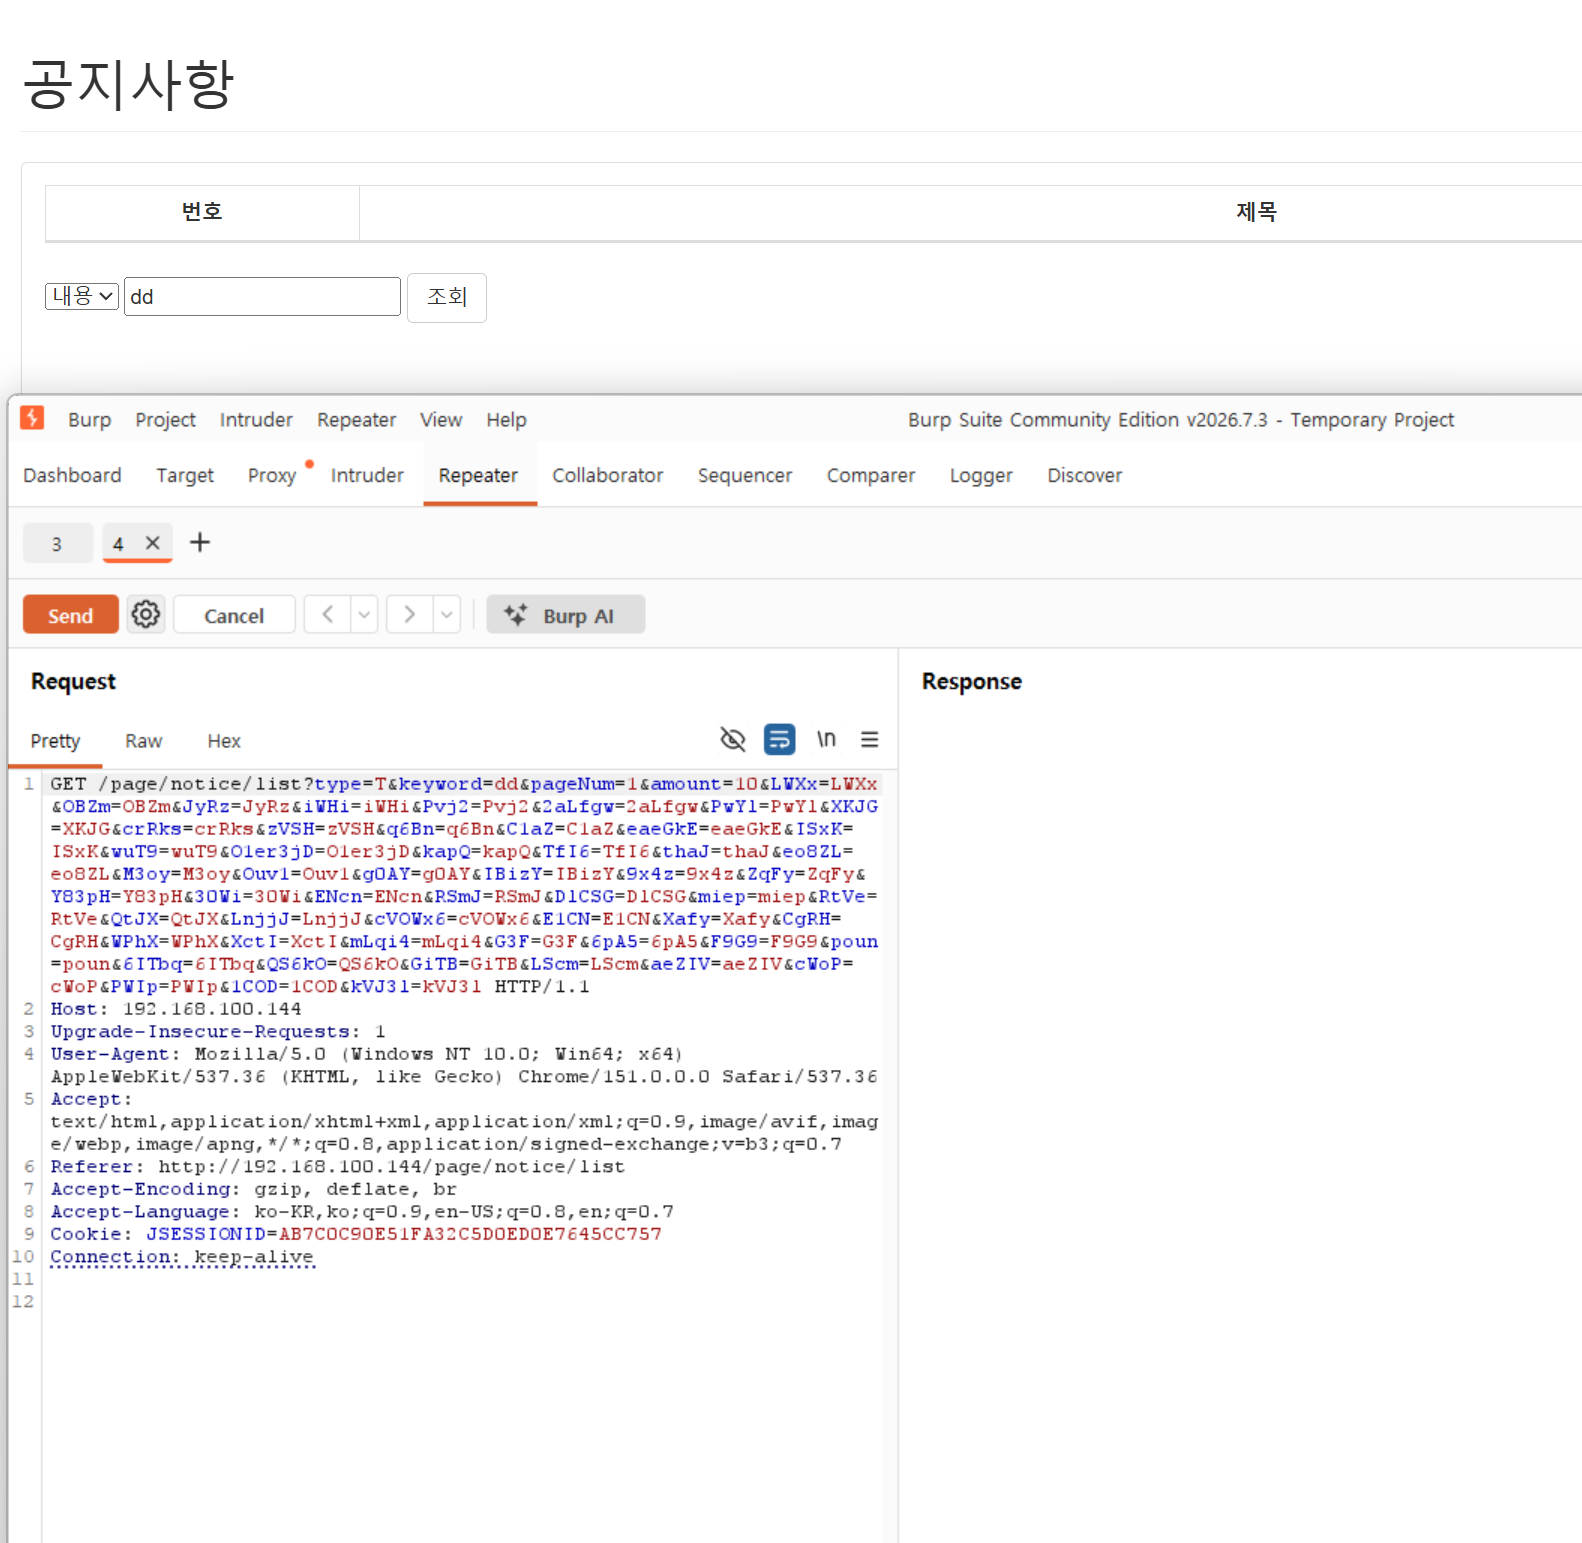 공지사항
번호 제목
내용 dd 조회
Burp Project Intruder Repeater View Help Burp Suite Community Edition v2026.7.3 - Temporary Project
Dashboard Target Proxy Intruder Repeater Collaborator Sequencer Comparer Logger Discover
3 4
Send Cancel Burp AI
Request Response
Pretty Raw Hex \n
1 GET /page/notice/list?type=T&keyword=dd&pageNum=1&amount=10&LWXx=LWXx
&OBZm=OBZm&JyRz=JyRz&iWHi=iWHi&Pvj2=Pvj2&2aLfgw=2aLfgw&PwYl=PwYl&XKJG
=XKJG&crRks=crRks&zVSH=zVSH&q6Bn=q6Bn&ClaZ=ClaZ&eaeGkE=eaeGkE&ISxK=
ISxK&wuT9=wuT9&Oler3jD=Oler3jD&kapQ=kapQ&TfI6=TfI6&thaJ=thaJ&eo8ZL=
eo8ZL&M3oy=M3oy&Ouvl=Ouvl&g0AY=g0AY&IBizY=IBizY&9x4z=9x4z&ZqFy=ZqFy&
Y83pH=Y83pH&30Wi=30Wi&ENcn=ENcn&RSmJ=RSmJ&DlCSG=DlCSG&miep=miep&RtVe=
RtVe&QtJX=QtJX&LnjjJ=LnjjJ&cVOWx6=cVOWx6&E1CN=E1CN&Xafy=Xafy&CgRH=
CgRH&WPhX=WPhX&XctI=XctI&mLqi4=mLqi4&G3F=G3F&6pA5=6pA5&F9G9=F9G9&poun
=poun&6ITbq=6ITbq&QS6kO=QS6kO&GiTB=GiTB&LScm=LScm&aeZIV=aeZIV&cWoP=
cWoP&PWIp=PWIp&1COD=1COD&kVJ3l=kVJ3l HTTP/1.1
2 Host: 192.168.100.144
3 Upgrade-Insecure-Requests: 1
4 User-Agent: Mozilla/5.0 (Windows NT 10.0; Win64; x64)
AppleWebKit/537.36 (KHTML, like Gecko) Chrome/151.0.0.0 Safari/537.36
5 Accept:
text/html,application/xhtml+xml,application/xml;q=0.9,image/avif,imag
e/webp,image/apng,*/*;q=0.8,application/signed-exchange;v=b3;q=0.7
6 Referer: http://192.168.100.144/page/notice/list
7 Accept-Encoding: gzip, deflate, br
8 Accept-Language: ko-KR,ko;q=0.9,en-US;q=0.8,en;q=0.7
9 Cookie: JSESSIONID=AB7C0C90E51FA32C5D0ED0E7645CC757
10 Connection: keep-alive
11
12